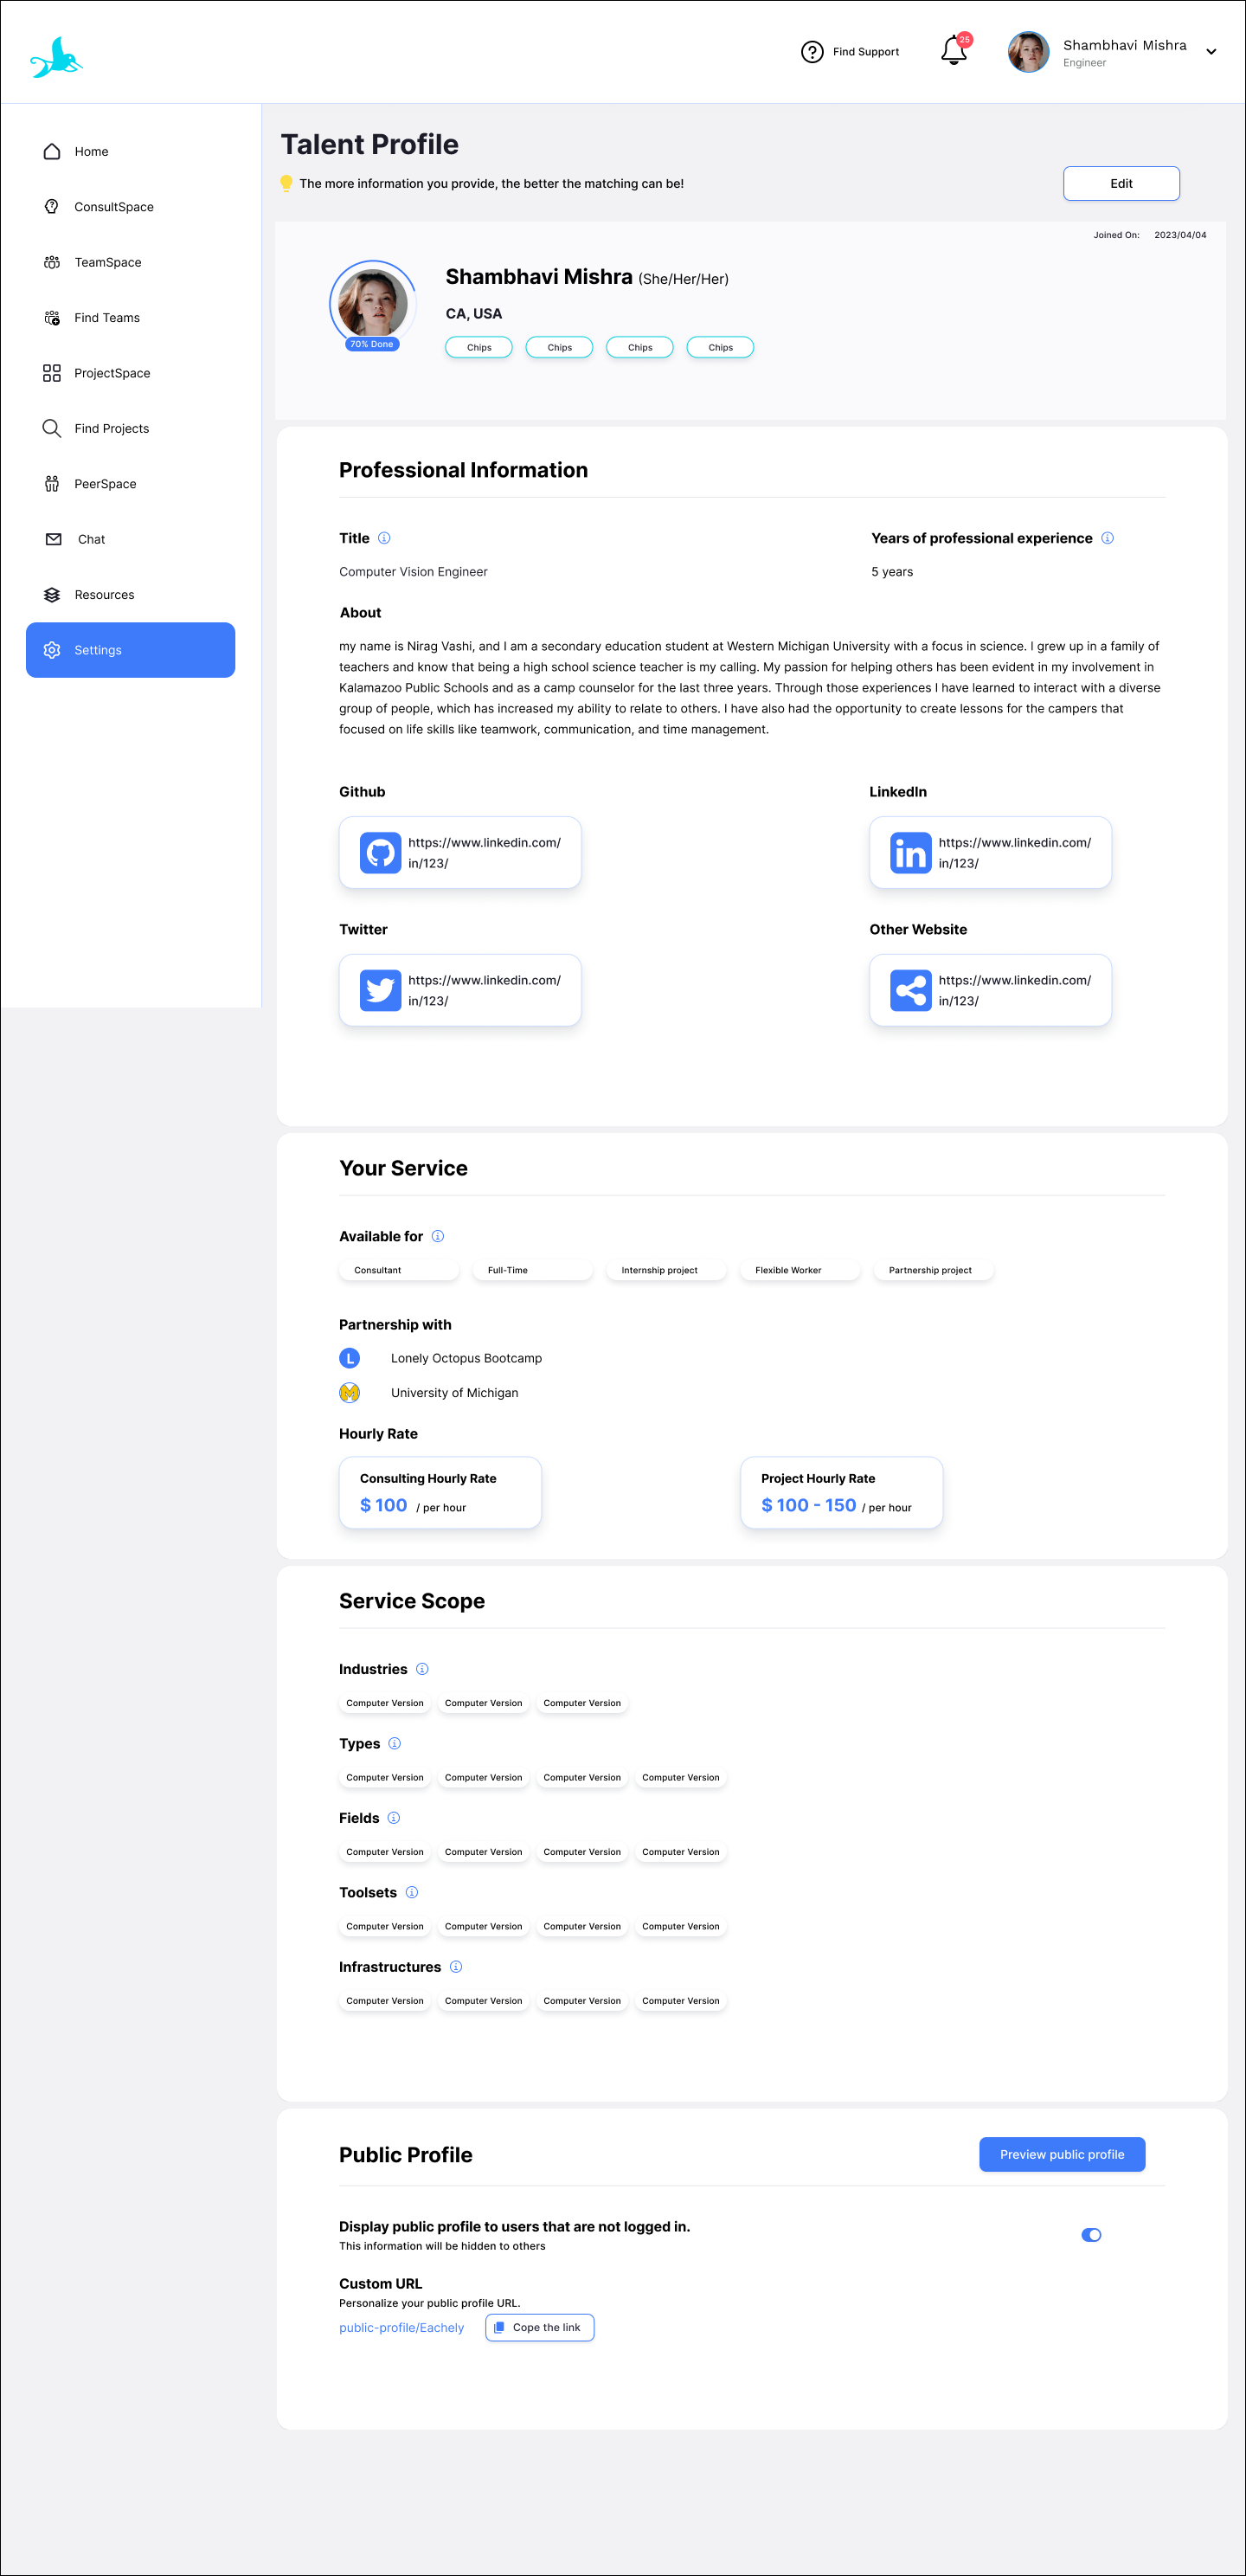 Find Support
25
Shambhavi Mishra
Engineer
Home
ConsultSpace
TeamSpace
Find Teams
ProjectSpace
Find Projects
PeerSpace
Chat
Resources
Settings
Talent Profile
The more information you provide, the better the matching can be!
Edit
Joined On: 2023/04/04
Shambhavi Mishra (She/Her/Her)
CA, USA
70% Done
Chips Chips Chips Chips
Professional Information
Title
Years of professional experience
Computer Vision Engineer
5 years
About
my name is Nirag Vashi, and I am a secondary education student at Western Michigan University with a focus in science. I grew up in a family of
teachers and know that being a high school science teacher is my calling. My passion for helping others has been evident in my involvement in
Kalamazoo Public Schools and as a camp counselor for the last three years. Through those experiences I have learned to interact with a diverse
group of people, which has increased my ability to relate to others. I have also had the opportunity to create lessons for the campers that
focused on life skills like teamwork, communication, and time management.
Github
https://www.linkedin.com/
in/123/
LinkedIn
https://www.linkedin.com/
in/123/
Twitter
https://www.linkedin.com/
in/123/
Other Website
https://www.linkedin.com/
in/123/
Your Service
Available for
Consultant Full-Time Internship project Flexible Worker Partnership project
Partnership with
L Lonely Octopus Bootcamp
M University of Michigan
Hourly Rate
Consulting Hourly Rate
$ 100 / per hour
Project Hourly Rate
$ 100 - 150 / per hour
Service Scope
Industries
Computer Version Computer Version Computer Version
Types
Computer Version Computer Version Computer Version Computer Version
Fields
Computer Version Computer Version Computer Version Computer Version
Toolsets
Computer Version Computer Version Computer Version Computer Version
Infrastructures
Computer Version Computer Version Computer Version Computer Version
Public Profile
Preview public profile
Display public profile to users that are not logged in.
This information will be hidden to others
Custom URL
Personalize your public profile URL.
public-profile/Eachely
Cope the link